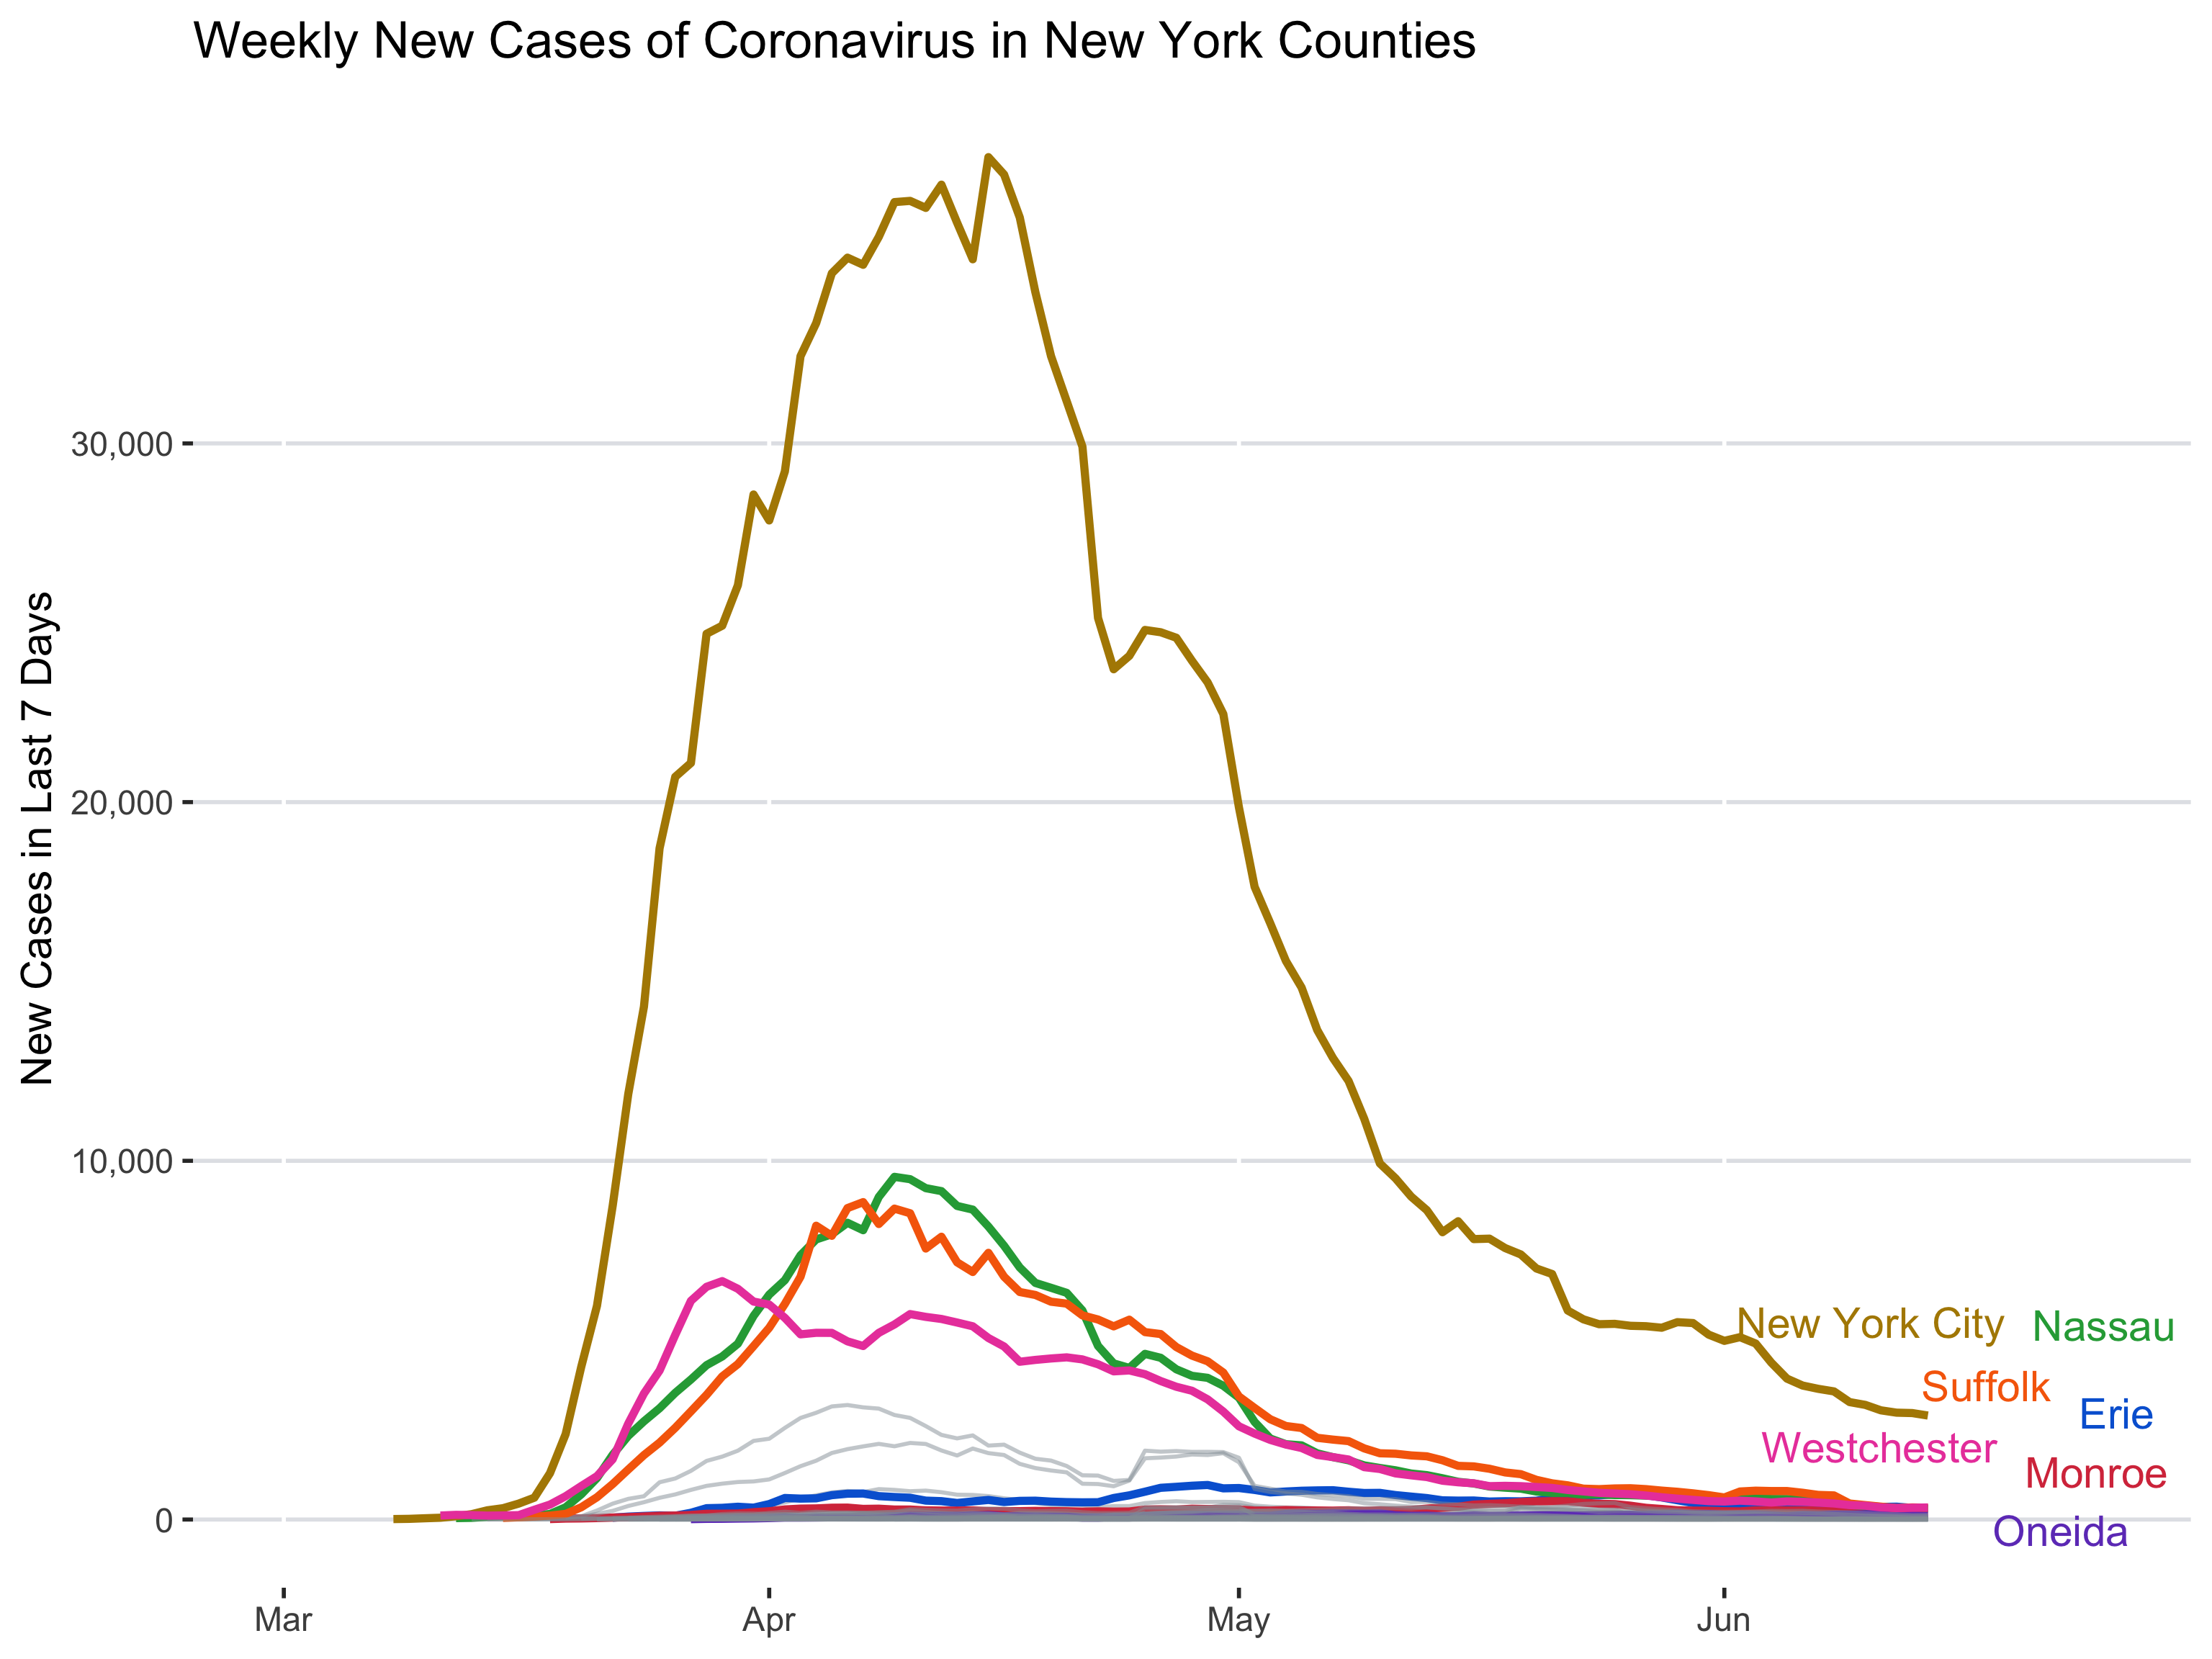 Weekly New Cases of Coronavirus in New York Counties
New Cases in Last 7 Days
30,000
20,000
10,000
0
New York City
Nassau
Suffolk
Erie
Westchester
Monroe
Oneida
Mar
Apr
May
Jun